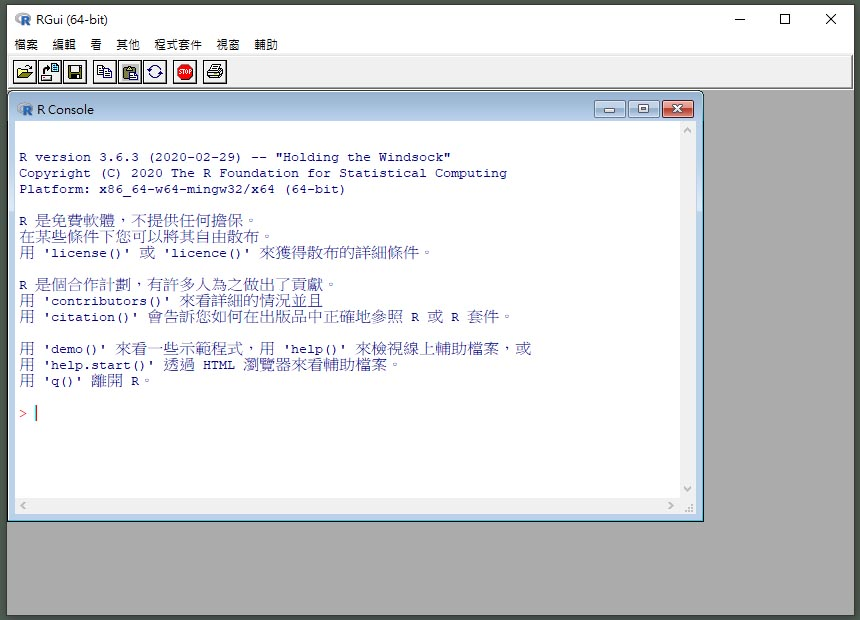 RGui (64-bit)
檔案 編輯 看 其他 程式套件 視窗 輔助
STOP
R Console
R version 3.6.3 (2020-02-29) -- "Holding the Windsock"
Copyright (C) 2020 The R Foundation for Statistical Computing
Platform: x86_64-w64-mingw32/x64 (64-bit)
R 是免費軟體，不提供任何擔保。
在某些條件下您可以將其自由散布。
用 'license()' 或 'licence()' 來獲得散布的詳細條件。
R 是個合作計劃，有許多人為之做出了貢獻。
用 'contributors()' 來看詳細的情況並且
用 'citation()' 會告訴您如何在出版品中正確地參照 R 或 R 套件。
用 'demo()' 來看一些示範程式，用 'help()' 來檢視線上輔助檔案，或
用 'help.start()' 透過 HTML 瀏覽器來看輔助檔案。
用 'q()' 離開 R。
>